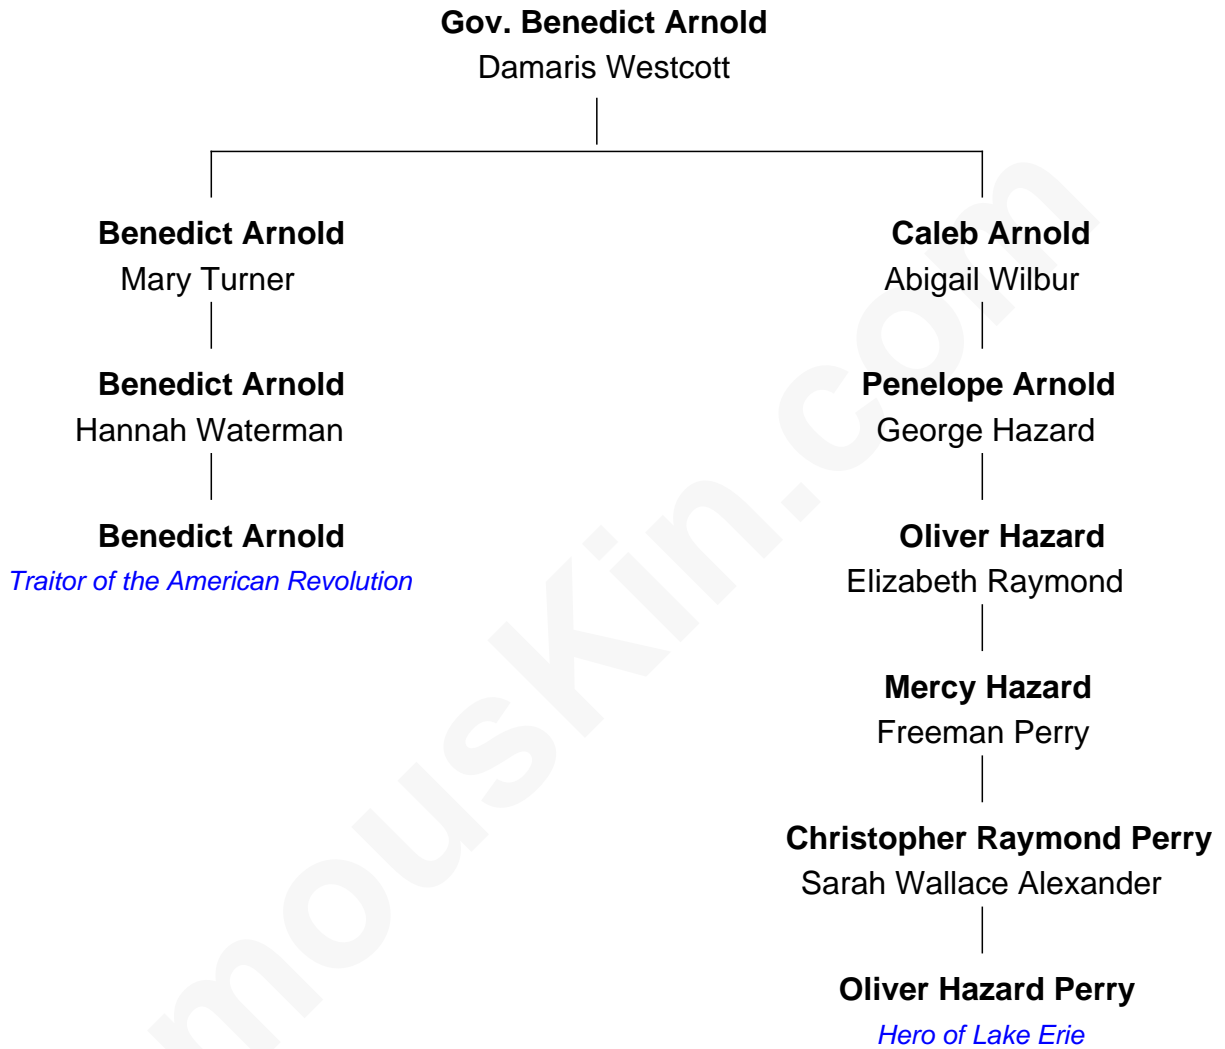 Gov. Benedict Arnold
Damaris Westcott
Benedict Arnold
Mary Turner
Caleb Arnold
Abigail Wilbur
Benedict Arnold
Hannah Waterman
Penelope Arnold
George Hazard
Benedict Arnold
Traitor of the American Revolution
Oliver Hazard
Elizabeth Raymond
Mercy Hazard
Freeman Perry
Christopher Raymond Perry
Sarah Wallace Alexander
Oliver Hazard Perry
Hero of Lake Erie
mouskin.com